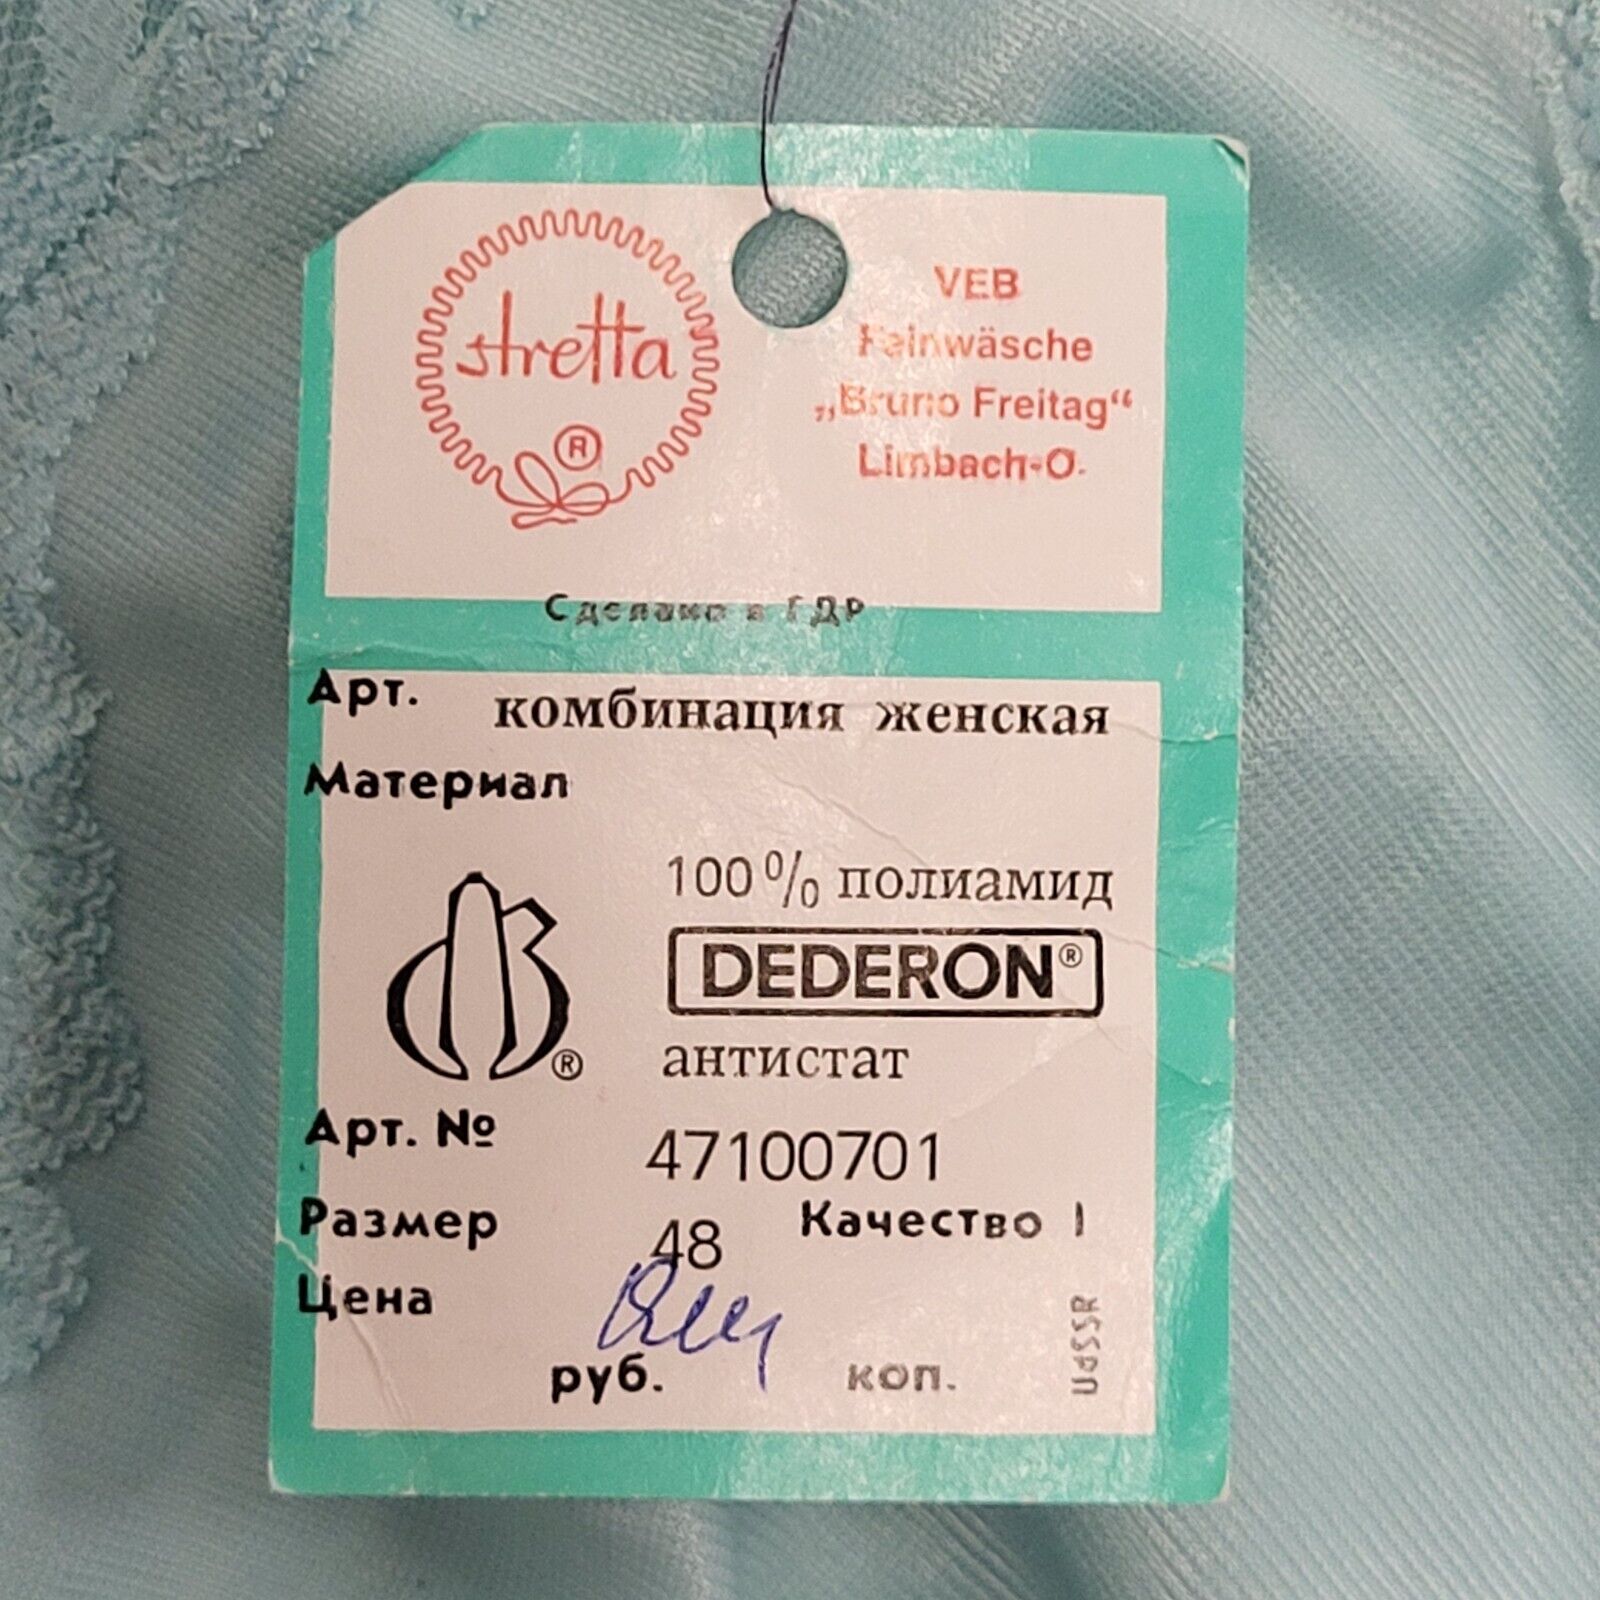 stretta
®
VEB
Feinwäsche
„Bruno Freitag“
Limbach-O.
Сделано в ГДР
Арт. комбинация женская
Материал
100% полиамид
DEDERON®
®
антистат
Арт. № 47100701
Размер 48 Качество I
Цена
руб. коп.
UdSSR